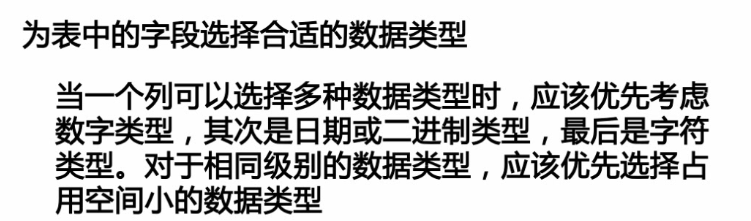 为表中的字段选择合适的数据类型
当一个列可以选择多种数据类型时，应该优先考虑
数字类型，其次是日期或二进制类型，最后是字符
类型。对于相同级别的数据类型，应该优先选择占
用空间小的数据类型